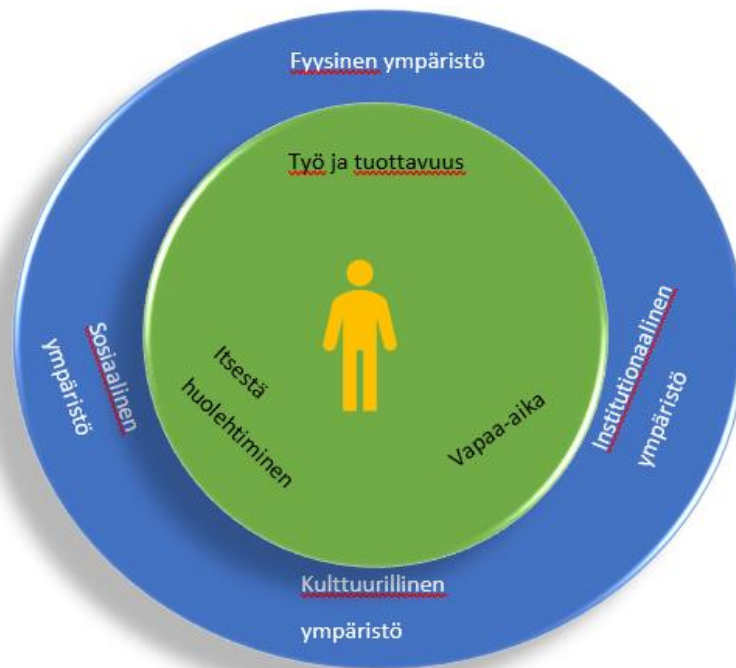 Fyysinen ympäristö
Työ ja tuottavuus
Sosiaalinen
ympäristö
Itsestä
huolehtiminen
Vapaa-aika
Institutionaalinen
ympäristö
Kulttuurillinen
ympäristö